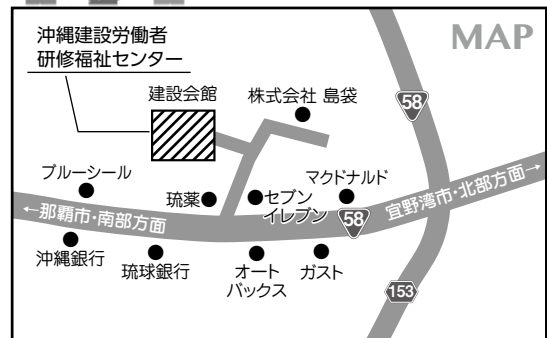 沖縄建設労働者
研修福祉センター
MAP
建設会館
株式会社 島袋
58
ブルーシール
琉薬
セブン
イレブン
マクドナルド
←那覇市・南部方面
58
宜野湾市・北部方面→
沖縄銀行
琉球銀行
オート
バックス
ガスト
153